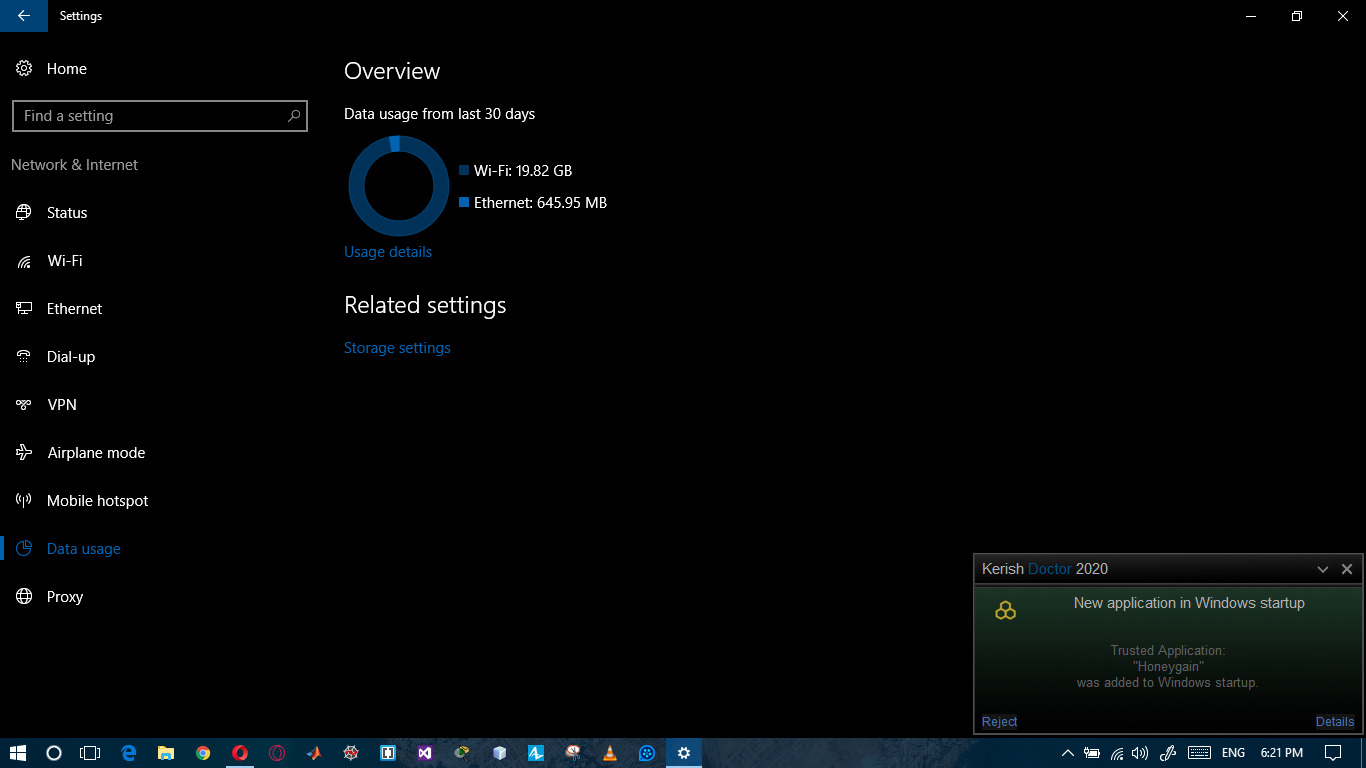 Settings
Home
Find a setting
Network & Internet
Status
Wi-Fi
Ethernet
Dial-up
VPN
Airplane mode
Mobile hotspot
Data usage
Proxy
Overview
Data usage from last 30 days
Wi-Fi: 19.82 GB
Ethernet: 645.95 MB
Usage details
Related settings
Storage settings
Kerish Doctor 2020
New application in Windows startup
Trusted Application:
"Honeygain"
was added to Windows startup.
Reject Details
ENG 6:21 PM